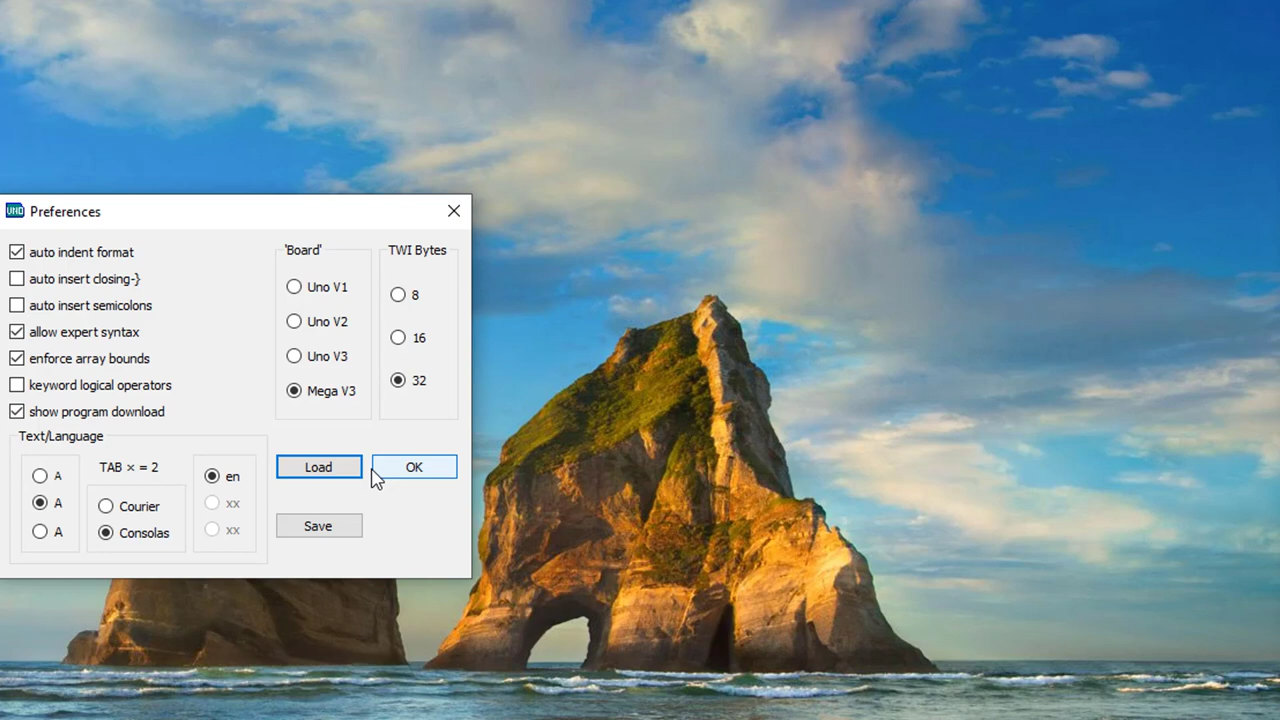 UNO Preferences
auto indent format
auto insert closing-}
auto insert semicolons
allow expert syntax
enforce array bounds
keyword logical operators
show program download
'Board'
Uno V1
Uno V2
Uno V3
Mega V3
TWI Bytes
8
16
32
Text/Language
A
A
A
TAB × = 2
Courier
Consolas
en
xx
xx
Load
OK
Save